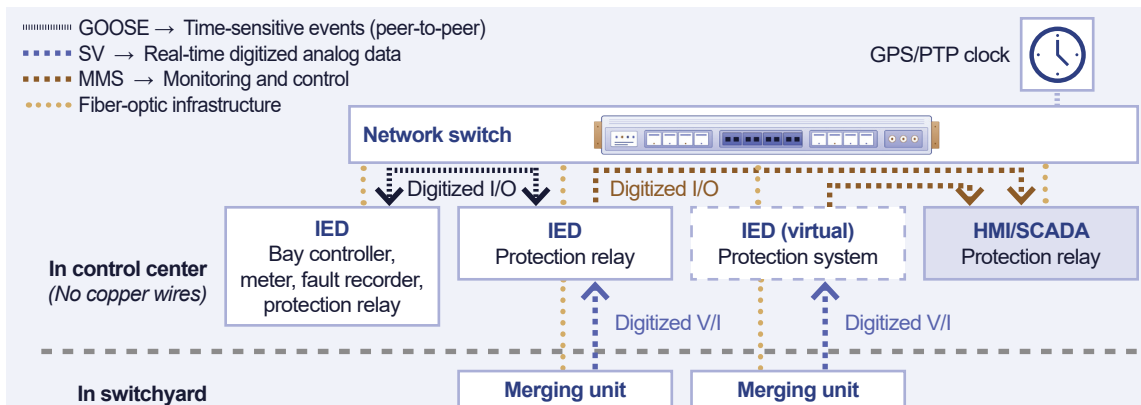 GOOSE → Time-sensitive events (peer-to-peer)
SV → Real-time digitized analog data
MMS → Monitoring and control
Fiber-optic infrastructure
GPS/PTP clock
Network switch
Digitized I/O
Digitized I/O
IED
Bay controller,
meter, fault recorder,
protection relay
IED
Protection relay
IED (virtual)
Protection system
HMI/SCADA
Protection relay
In control center
(No copper wires)
Digitized V/I
Digitized V/I
In switchyard
Merging unit
Merging unit